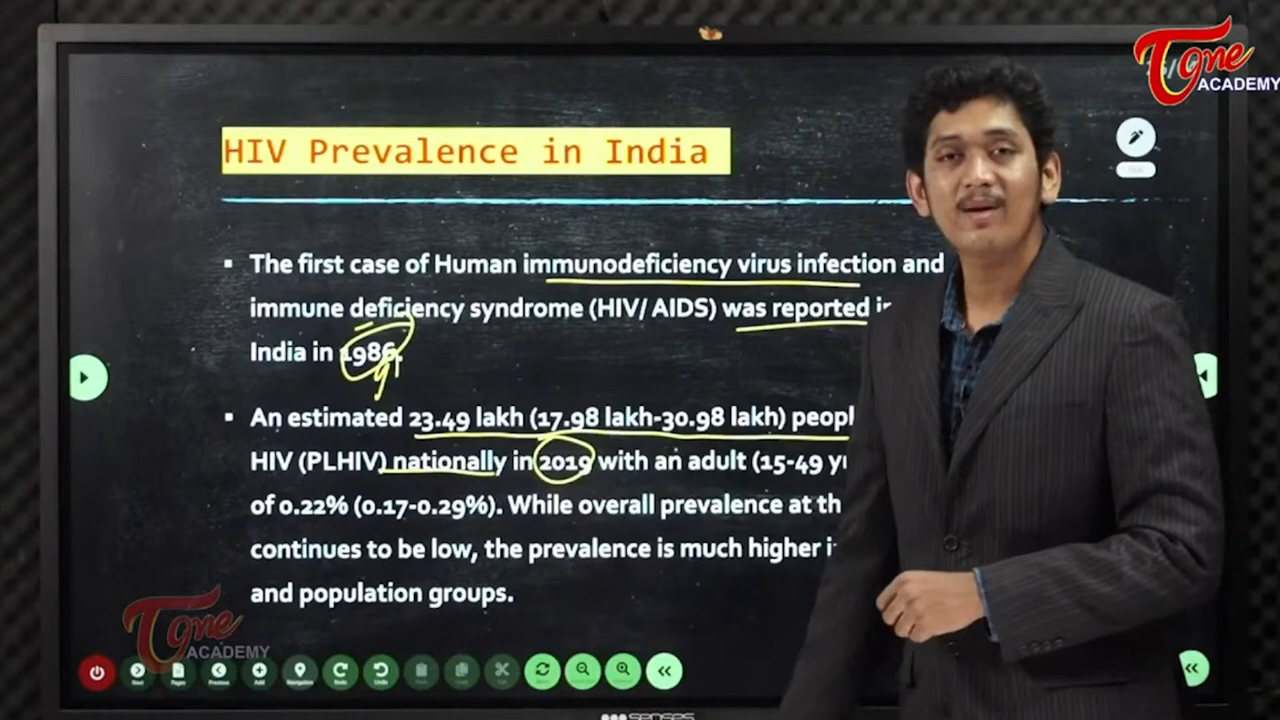 Tone
ACADEMY
HIV Prevalence in India
The first case of Human immunodeficiency virus infection and
immune deficiency syndrome (HIV/ AIDS) was reported
India in 1986.
An estimated 23.49 lakh (17.98 lakh-30.98 lakh)
HIV (PLHIV) nationally in 2019 with an adult (15-49
of 0.22% (0.17-0.29%). While overall prevalence at
continues to be low, the prevalence is much higher
and population groups.
Tone
ACADEMY
senses